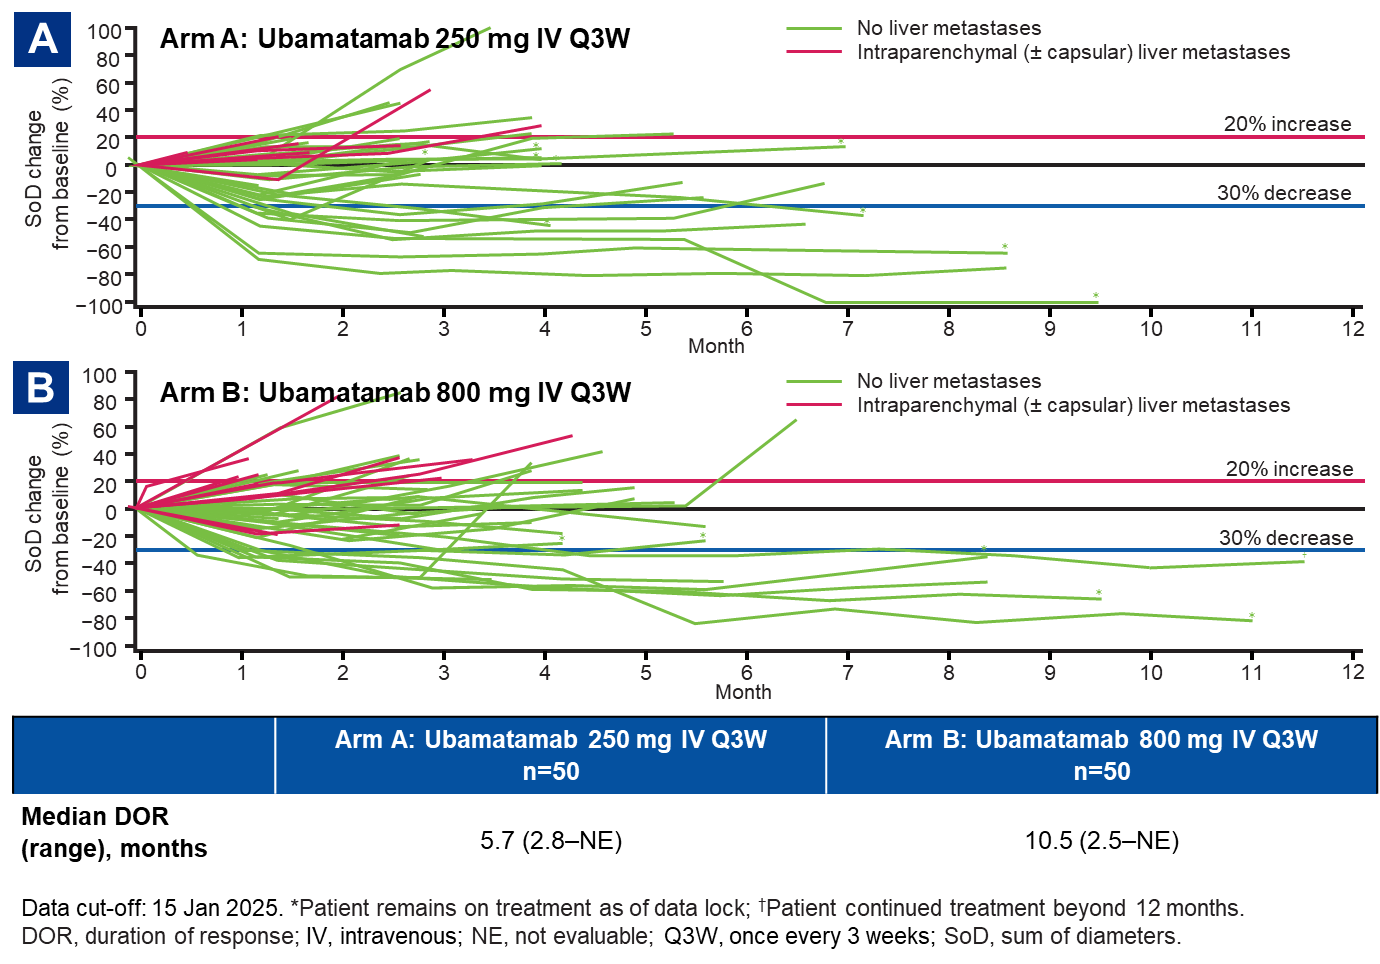 A
Arm A: Ubamatamab 250 mg IV Q3W
No liver metastases
Intraparenchymal (± capsular) liver metastases
SoD change
from baseline (%)
100
80
60
40
20
0
−20
−40
−60
−80
−100
20% increase
30% decrease
*
*
*
*
*
*
*
0 1 2 3 4 5 6 7 8 9 10 11 12
Month
B
Arm B: Ubamatamab 800 mg IV Q3W
No liver metastases
Intraparenchymal (± capsular) liver metastases
SoD change
from baseline (%)
100
80
60
40
20
0
−20
−40
−60
−80
−100
20% increase
30% decrease
*
*
*
†
*
*
0 1 2 3 4 5 6 7 8 9 10 11 12
Month
Arm A: Ubamatamab 250 mg IV Q3W
n=50
Arm B: Ubamatamab 800 mg IV Q3W
n=50
Median DOR
(range), months
5.7 (2.8–NE)
10.5 (2.5–NE)
Data cut-off: 15 Jan 2025. *Patient remains on treatment as of data lock; †Patient continued treatment beyond 12 months.
DOR, duration of response; IV, intravenous; NE, not evaluable; Q3W, once every 3 weeks; SoD, sum of diameters.